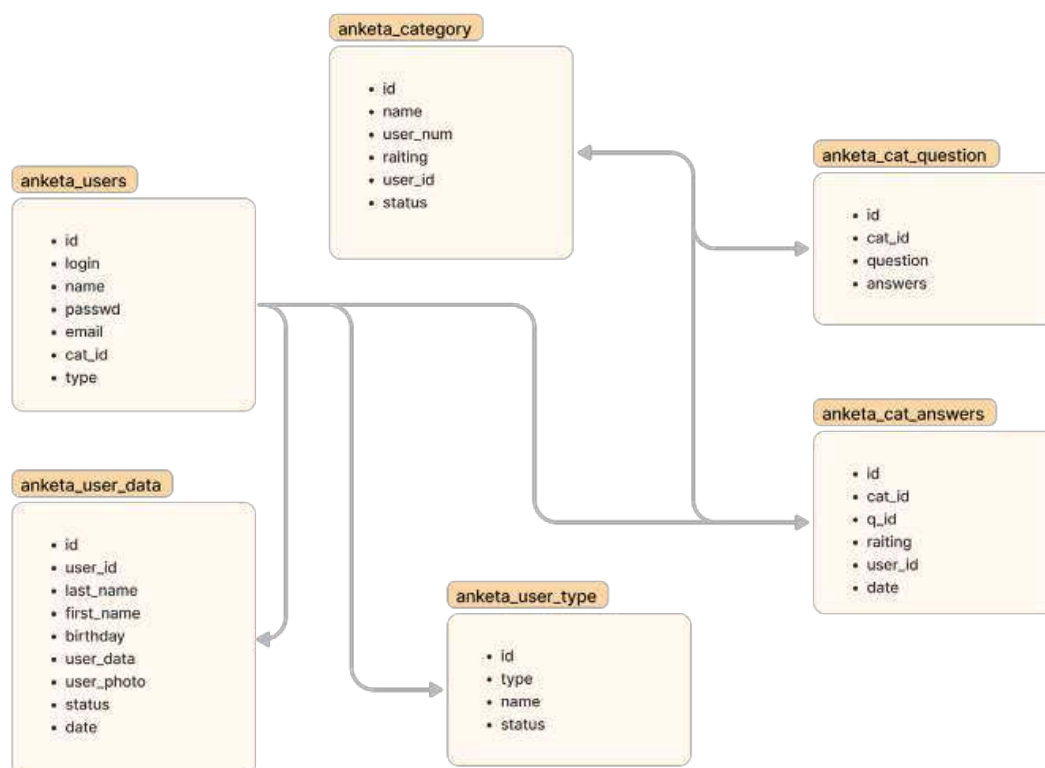 anketa_category
• id
• name
• user_num
• raiting
• user_id
• status
anketa_users
• id
• login
• name
• passwd
• email
• cat_id
• type
anketa_cat_question
• id
• cat_id
• question
• answers
anketa_cat_answers
• id
• cat_id
• q_id
• raiting
• user_id
• date
anketa_user_data
• id
• user_id
• last_name
• first_name
• birthday
• user_data
• user_photo
• status
• date
anketa_user_type
• id
• type
• name
• status